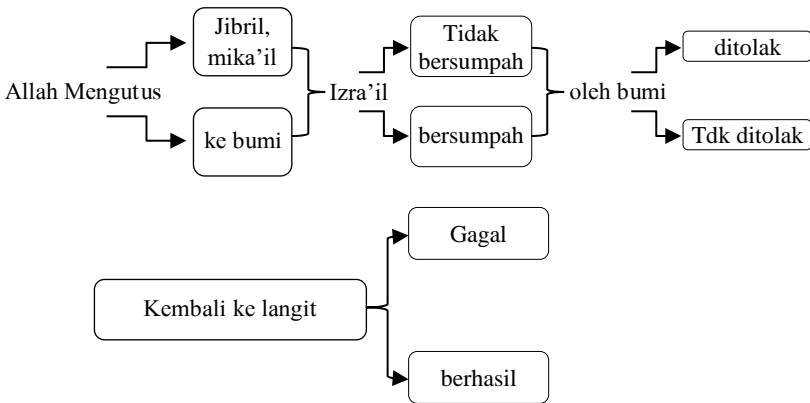 Allah Mengutus
Jibril,
mika’il
ke bumi
Izra’il
Tidak
bersumpah
bersumpah
oleh bumi
ditolak
Tdk ditolak
Kembali ke langit
Gagal
berhasil